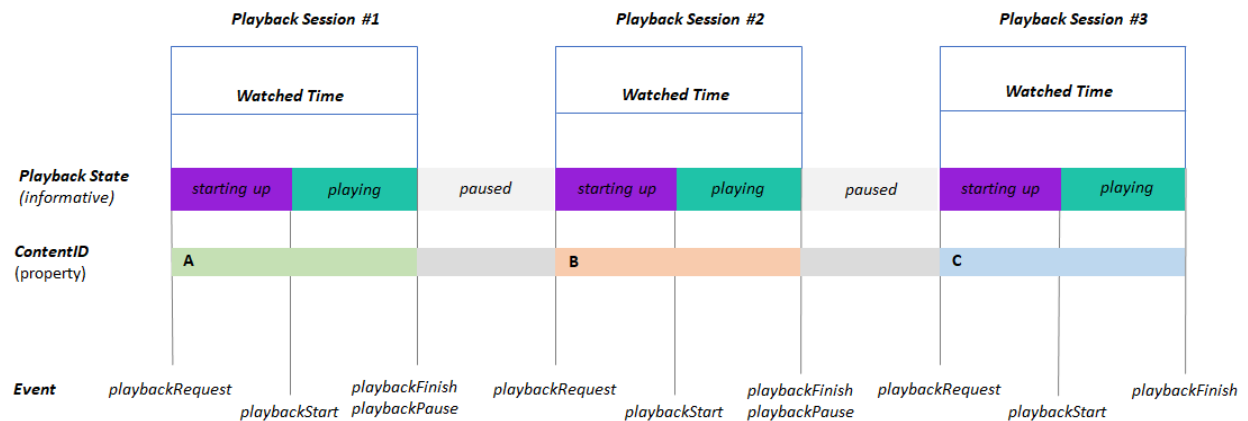 Playback Session #1
Playback Session #2
Playback Session #3
Watched Time
Watched Time
Watched Time
Playback State
(informative)
starting up
playing
paused
starting up
playing
paused
starting up
playing
ContentID
(property)
A
B
C
Event
playbackRequest
playbackStart
playbackFinish
playbackPause
playbackRequest
playbackStart
playbackFinish
playbackPause
playbackRequest
playbackStart
playbackFinish